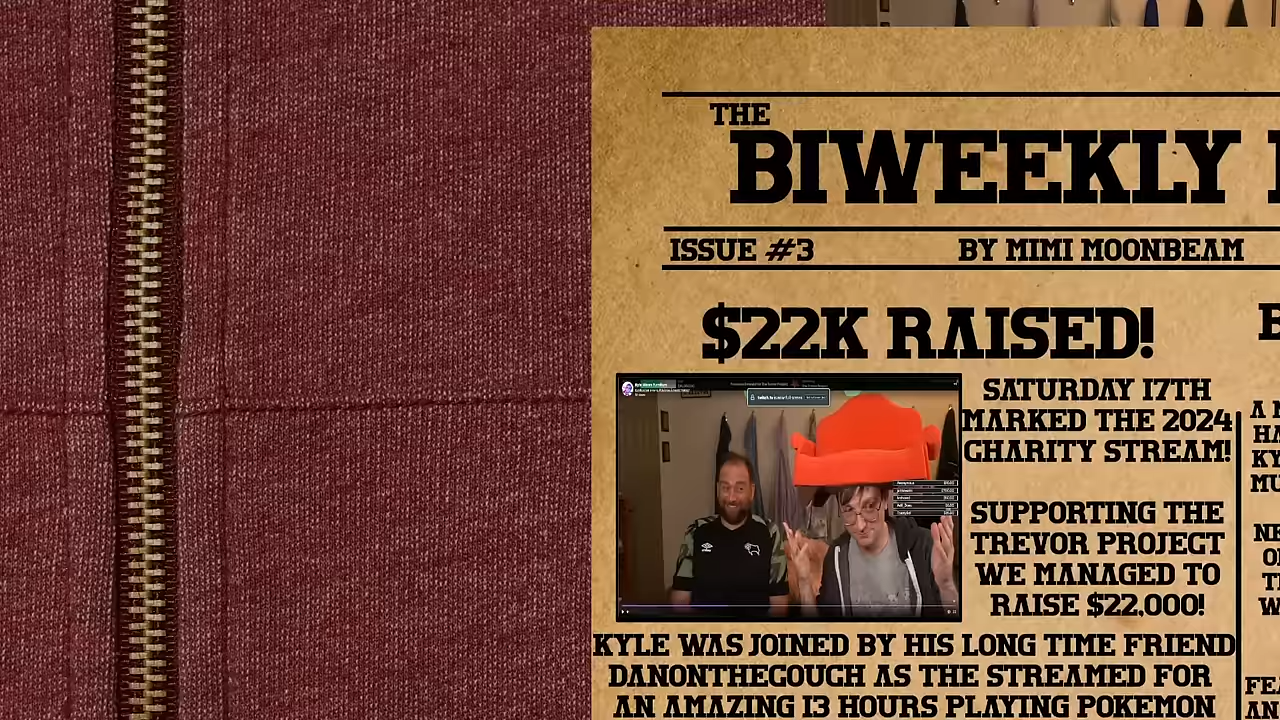 THE
BIWEEKLY
ISSUE #3
BY MIMI MOONBEAM
$22K RAISED!
SATURDAY 17TH
MARKED THE 2024
CHARITY STREAM!
SUPPORTING THE
TREVOR PROJECT
WE MANAGED TO
RAISE $22,000!
KYLE WAS JOINED BY HIS LONG TIME FRIEND
DANONTHEGOUGH AS THE STREAMED FOR
AN AMAZING 13 HOURS PLAYING POKEMON